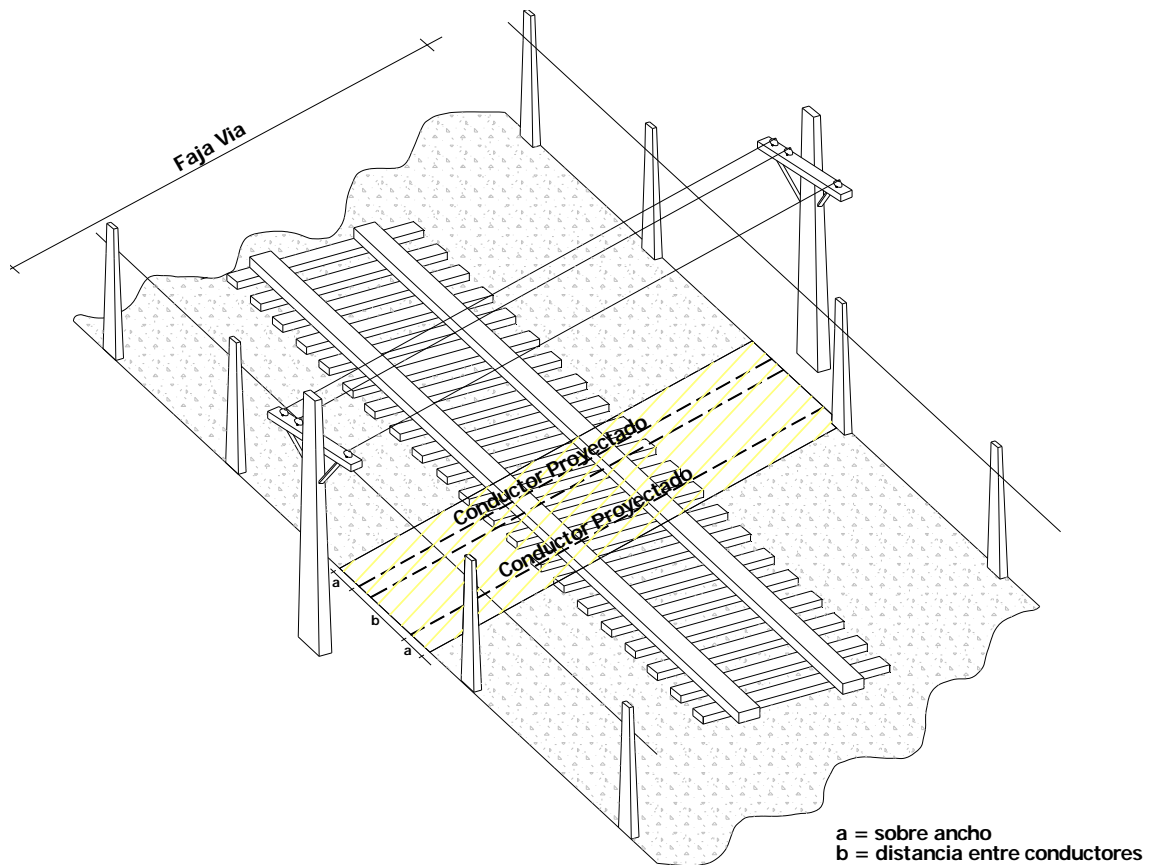 Faja Via
Conductor Proyectado
Conductor Proyectado
a
b
a
a = sobre ancho
b = distancia entre conductores